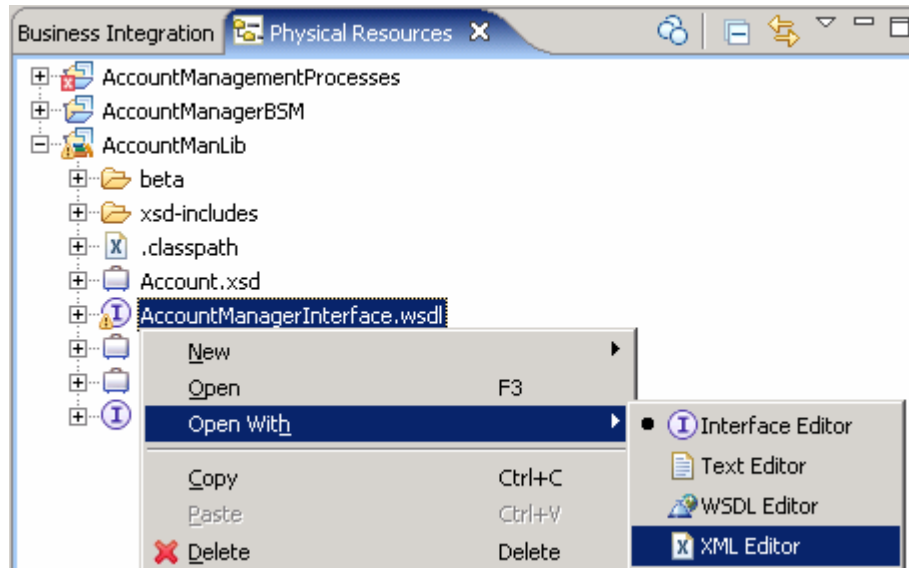 Business Integration Physical Resources
AccountManagementProcesses
AccountManagerBSM
AccountManLib
beta
xsd-includes
.classpath
Account.xsd
AccountManagerInterface.wsdl
New
Open F3
Open With
Interface Editor
Text Editor
WSDL Editor
XML Editor
Copy Ctrl+C
Paste Ctrl+V
Delete Delete